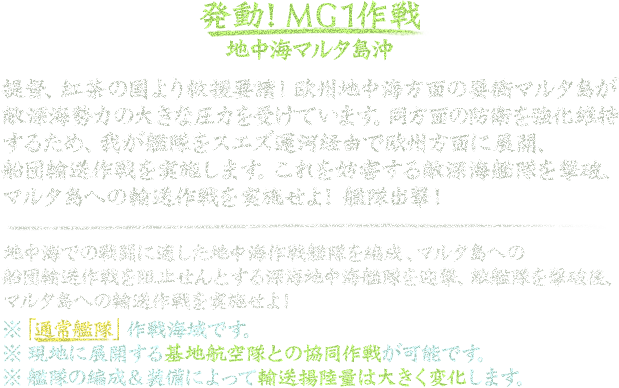 発動！MG1作戦
地中海マルタ島沖
提督、紅茶の国より救援要請！欧州地中海方面の要衝マルタ島が
敵深海勢力の大きな圧力を受けています。同方面の防衛を強化維持
するため、我が艦隊をスエズ運河経由で欧州方面に展開、
船団輸送作戦を実施します。これを妨害する敵深海艦隊を撃破、
マルタ島への輸送作戦を実施せよ！ 艦隊出撃！
地中海での戦闘に適した地中海作戦艦隊を編成、マルタ島への
船団輸送作戦を阻止せんとする深海地中海艦隊を迎撃、敵艦隊を撃破後、
マルタ島への輸送作戦を実施せよ！
※「通常艦隊」作戦海域です。
※ 現地に展開する基地航空隊との協同作戦が可能です。
※ 艦隊の編成＆装備によって輸送揚陸量は大きく変化します。